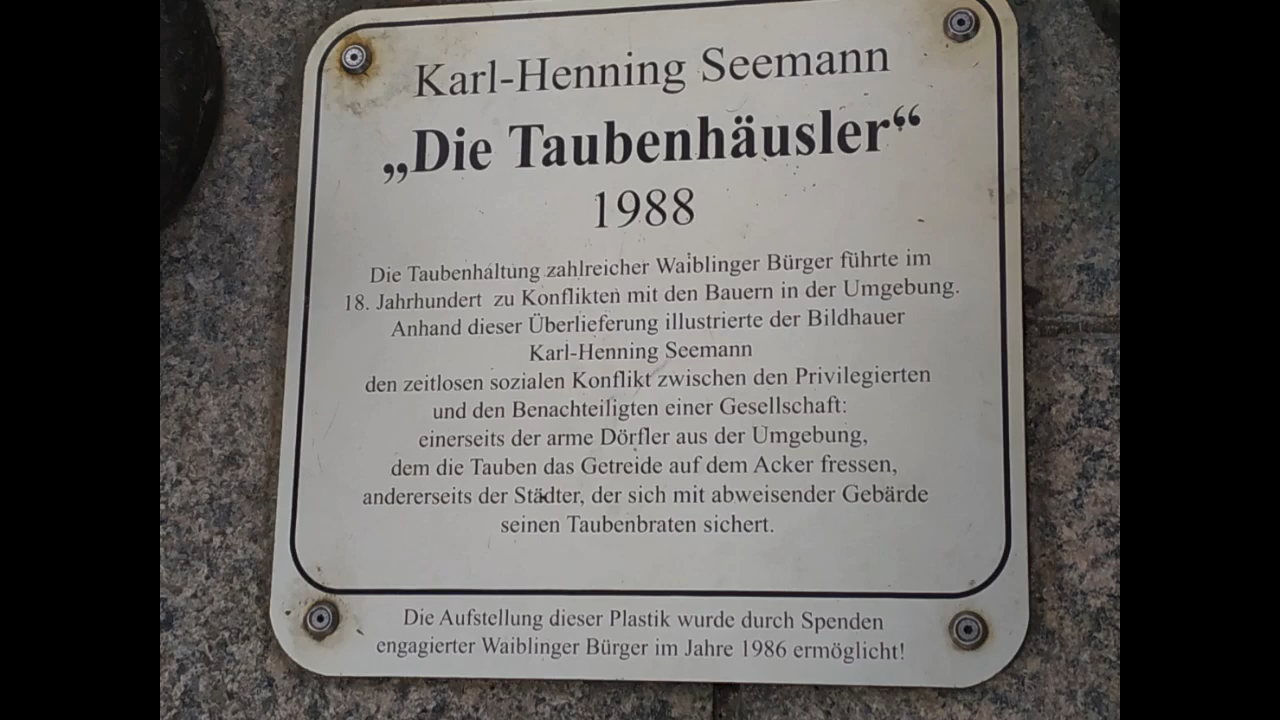 Karl-Henning Seemann
„Die Taubenhäusler“
1988
Die Taubenhaltung zahlreicher Waiblinger Bürger führte im
18. Jahrhundert zu Konflikten mit den Bauern in der Umgebung.
Anhand dieser Überlieferung illustrierte der Bildhauer
Karl-Henning Seemann
den zeitlosen sozialen Konflikt zwischen den Privilegierten
und den Benachteiligten einer Gesellschaft:
einerseits der arme Dörfler aus der Umgebung,
dem die Tauben das Getreide auf dem Acker fressen,
andererseits der Städter, der sich mit abweisender Gebärde
seinen Taubenbraten sichert.
Die Aufstellung dieser Plastik wurde durch Spenden
engagierter Waiblinger Bürger im Jahre 1986 ermöglicht!